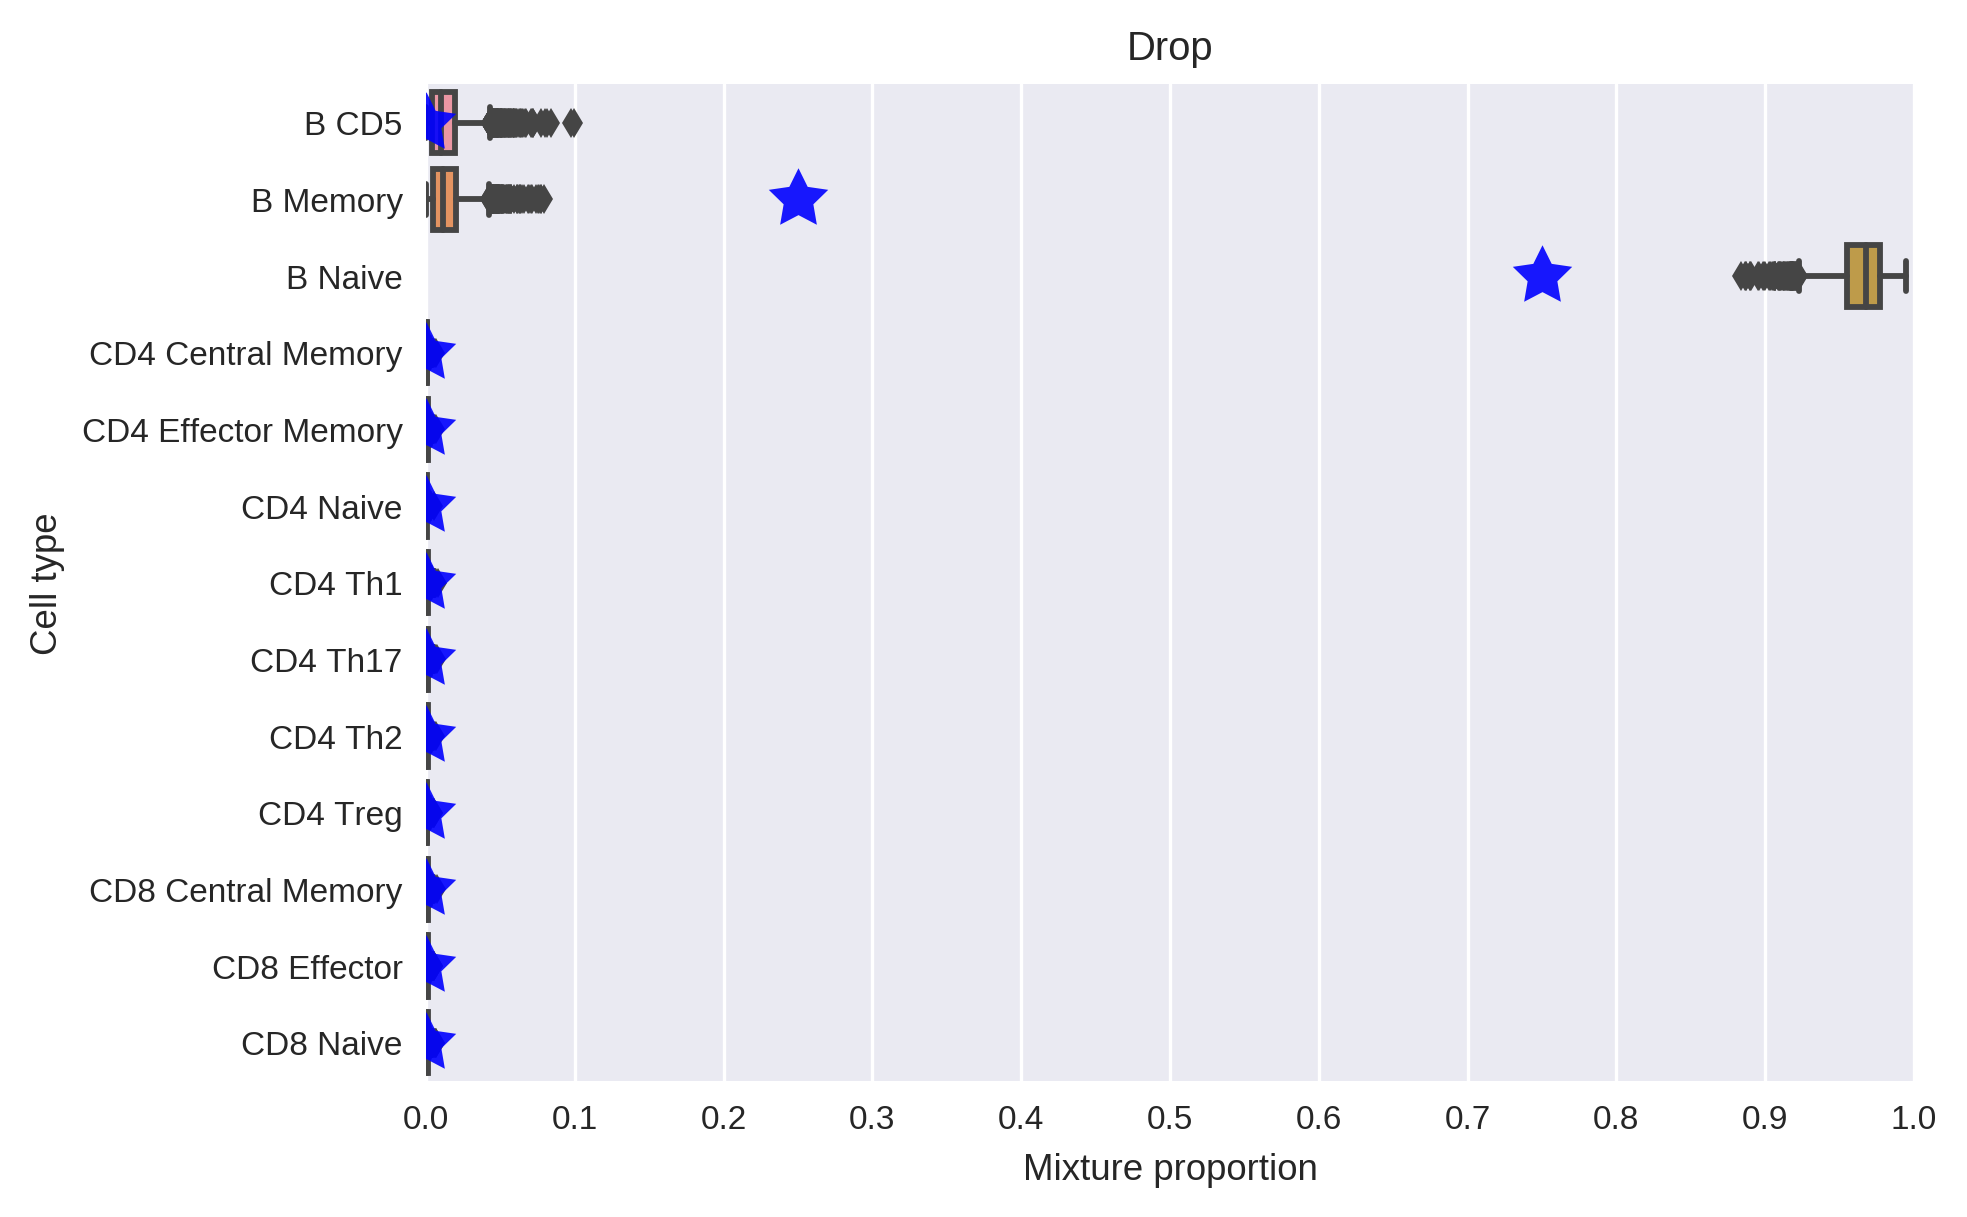 Drop
B CD5
B Memory
B Naive
CD4 Central Memory
CD4 Effector Memory
CD4 Naive
CD4 Th1
CD4 Th17
CD4 Th2
CD4 Treg
CD8 Central Memory
CD8 Effector
CD8 Naive
Cell type
0.0 0.1 0.2 0.3 0.4 0.5 0.6 0.7 0.8 0.9 1.0
Mixture proportion